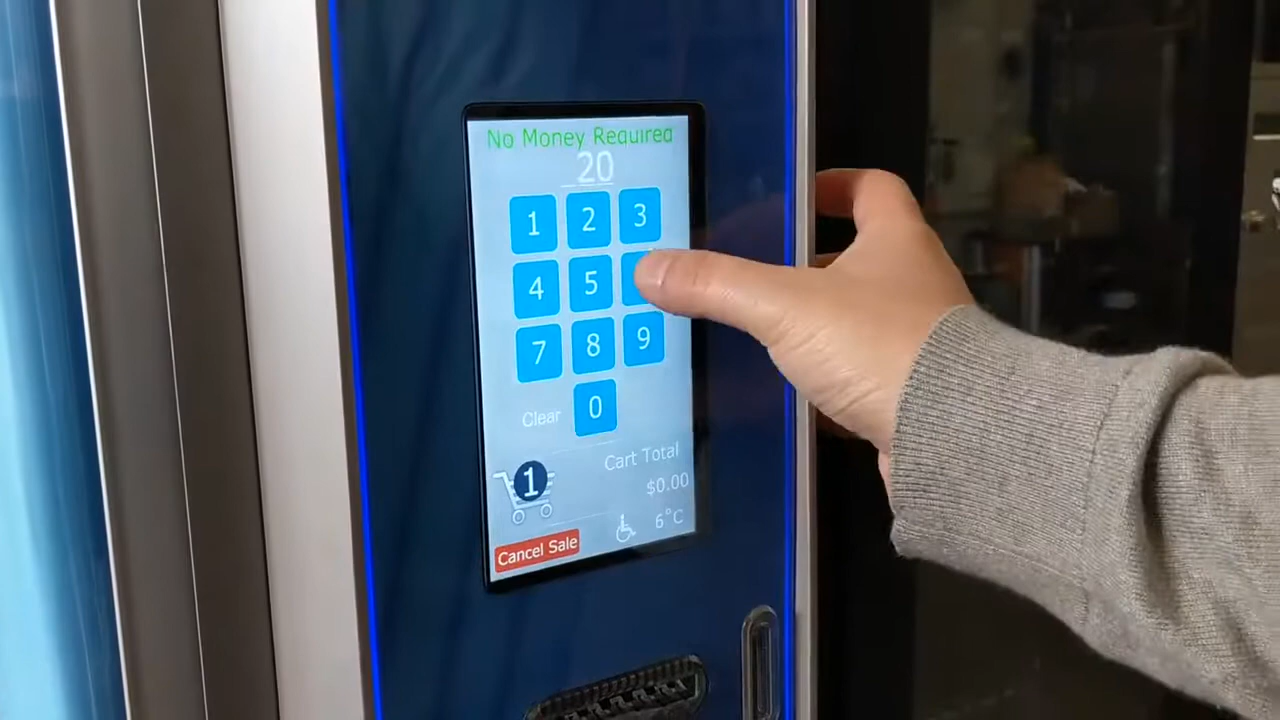 No Money Required
20
1 2 3
4 5
7 8 9
Clear 0
1
Cart Total
$0.00
6°C
Cancel Sale